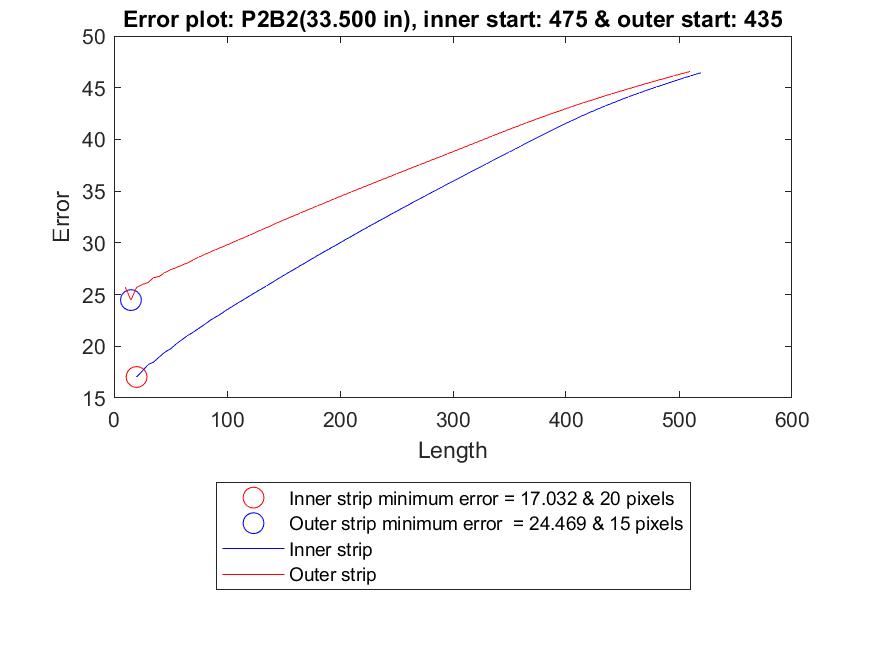 Error plot: P2B2(33.500 in), inner start: 475 & outer start: 435
50
45
40
35
30
25
20
15
Error
0 100 200 300 400 500 600
Length
Inner strip minimum error = 17.032 & 20 pixels
Outer strip minimum error  = 24.469 & 15 pixels
Inner strip
Outer strip